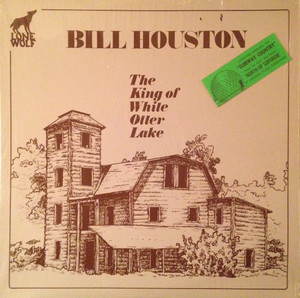 LONE
WOLF
BILL HOUSTON
The
King of
White
Otter
Lake